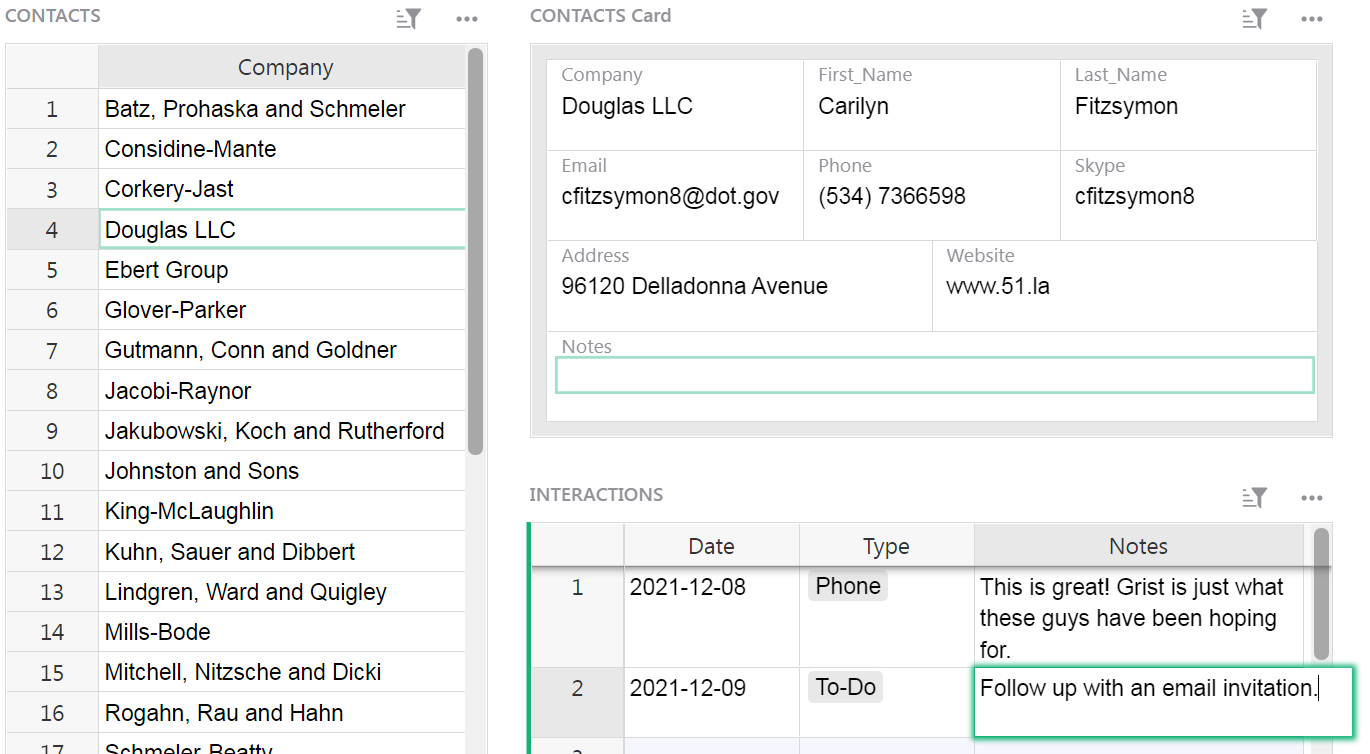 CONTACTS
Company
1 Batz, Prohaska and Schmeler
2 Considine-Mante
3 Corkery-Jast
4 Douglas LLC
5 Ebert Group
6 Glover-Parker
7 Gutmann, Conn and Goldner
8 Jacobi-Raynor
9 Jakubowski, Koch and Rutherford
10 Johnston and Sons
11 King-McLaughlin
12 Kuhn, Sauer and Dibbert
13 Lindgren, Ward and Quigley
14 Mills-Bode
15 Mitchell, Nitzsche and Dicki
16 Rogahn, Rau and Hahn
17 Schmeler-Beatty
CONTACTS Card
Company First_Name Last_Name
Douglas LLC Carilyn Fitzsymon
Email Phone Skype
cfitzsymon8@dot.gov (534) 7366598 cfitzsymon8
Address Website
96120 Delladonna Avenue www.51.la
Notes
INTERACTIONS
Date Type Notes
1 2021-12-08 Phone This is great! Grist is just what
these guys have been hoping
for.
2 2021-12-09 To-Do Follow up with an email invitation.